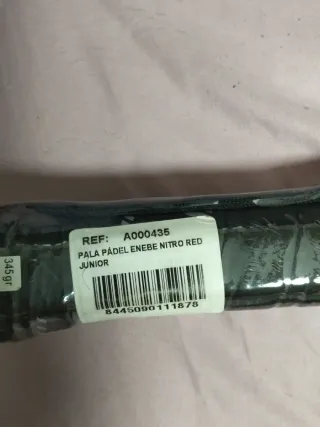 REF: A000435
PALA PÁDEL ENEBE NITRO RED
JUNIOR
8445090111878
345gr